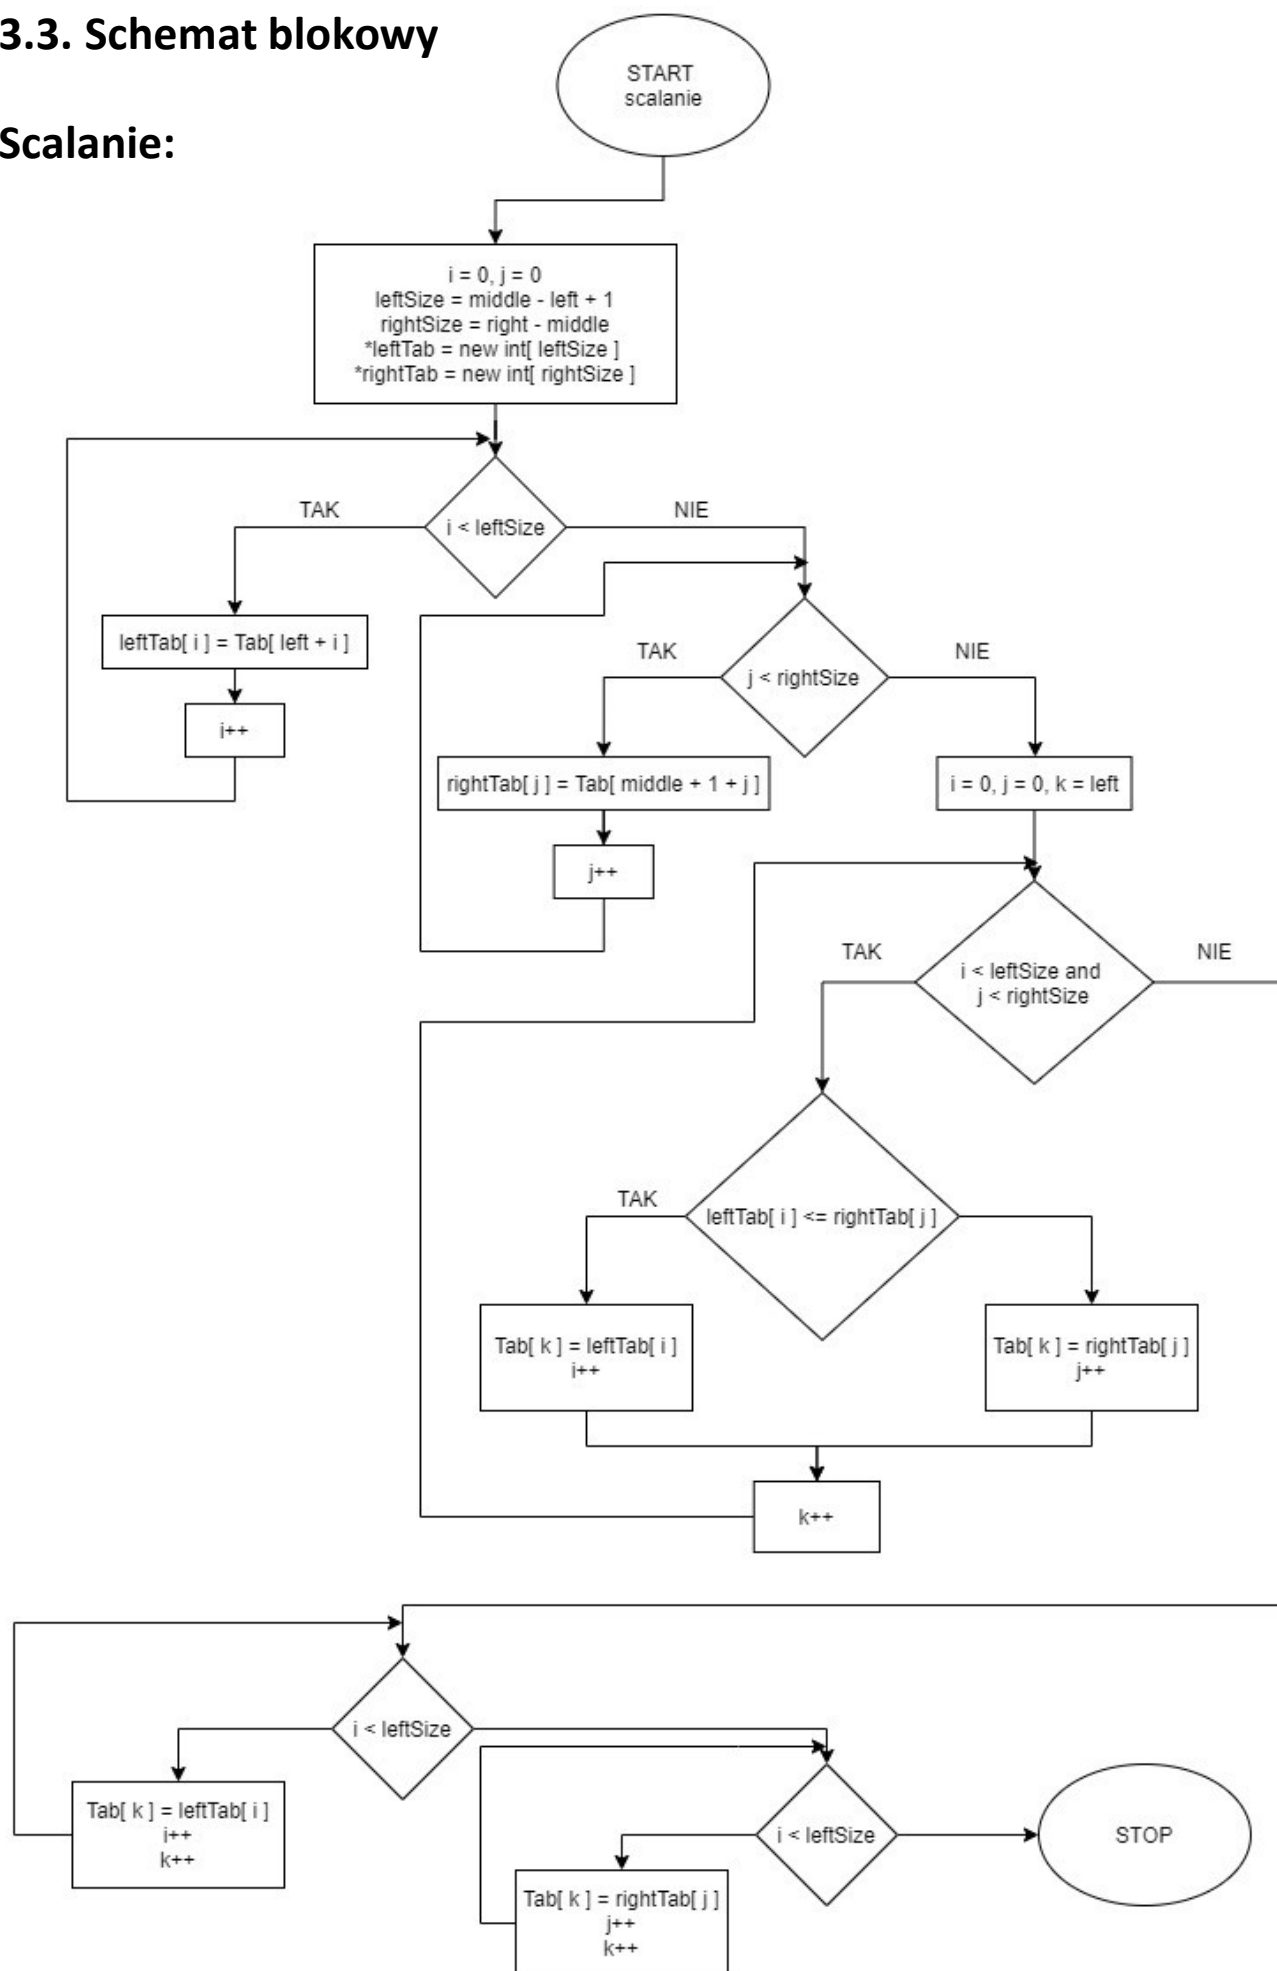 3.3. Schemat blokowy
START
scalanie
Scalanie:
i = 0, j = 0
leftSize = middle - left + 1
rightSize = right - middle
*leftTab = new int[ leftSize ]
*rightTab = new int[ rightSize ]
TAK
NIE
i < leftSize
leftTab[ i ] = Tab[ left + i ]
i++
TAK
NIE
j < rightSize
rightTab[ j ] = Tab[ middle + 1 + j ]
j++
i = 0, j = 0, k = left
TAK
NIE
i < leftSize and
j < rightSize
TAK
leftTab[ i ] <= rightTab[ j ]
Tab[ k ] = leftTab[ i ]
i++
Tab[ k ] = rightTab[ j ]
j++
k++
i < leftSize
Tab[ k ] = leftTab[ i ]
i++
k++
i < leftSize
STOP
Tab[ k ] = rightTab[ j ]
j++
k++